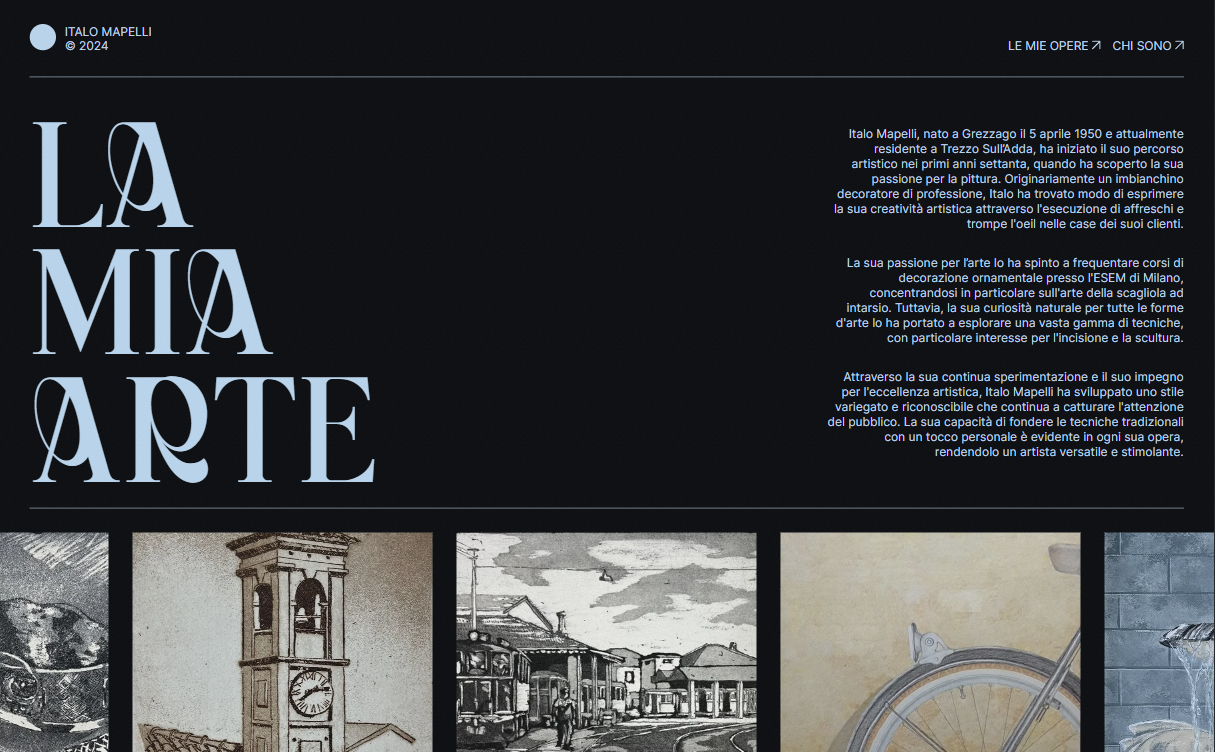 ITALO MAPELLI
© 2024
LE MIE OPERE CHI SONO
LA
MIA
ARTE
Italo Mapelli, nato a Grezzago il 5 aprile 1950 e attualmente
residente a Trezzo Sull'Adda, ha iniziato il suo percorso
artistico nei primi anni settanta, quando ha scoperto la sua
passione per la pittura. Originariamente un imbianchino
decoratore di professione, Italo ha trovato modo di esprimere
la sua creatività artistica attraverso l'esecuzione di affreschi e
trompe l'oeil nelle case dei suoi clienti.
La sua passione per l'arte lo ha spinto a frequentare corsi di
decorazione ornamentale presso l'ESEM di Milano,
concentrandosi in particolare sull'arte della scagliola ad
intarsio. Tuttavia, la sua curiosità naturale per tutte le forme
d'arte lo ha portato a esplorare una vasta gamma di tecniche,
con particolare interesse per l'incisione e la scultura.
Attraverso la sua continua sperimentazione e il suo impegno
per l'eccellenza artistica, Italo Mapelli ha sviluppato uno stile
variegato e riconoscibile che continua a catturare l'attenzione
del pubblico. La sua capacità di fondere le tecniche tradizionali
con un tocco personale è evidente in ogni sua opera,
rendendolo un artista versatile e stimolante.